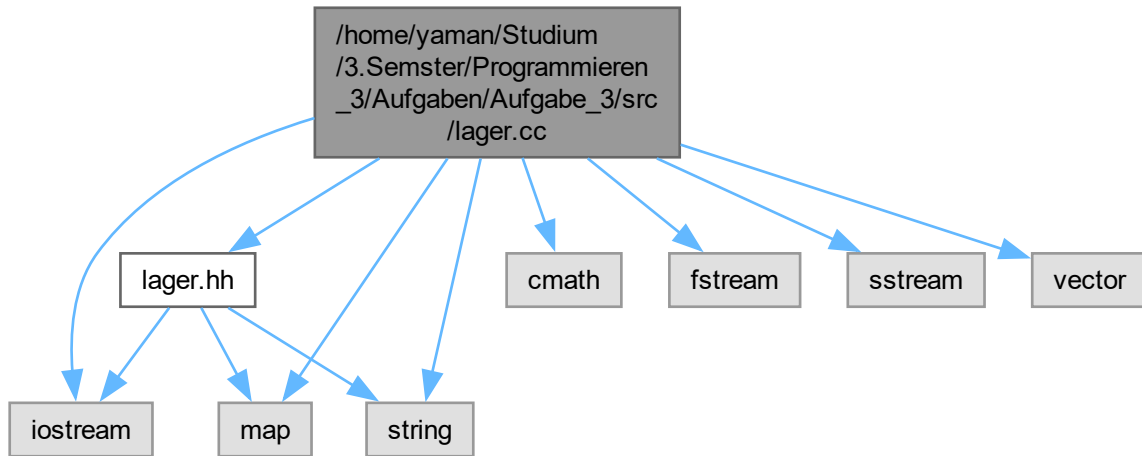 /home/yaman/Studium
/3.Semster/Programmieren
_3/Aufgaben/Aufgabe_3/src
/lager.cc
lager.hh
cmath
fstream
sstream
vector
iostream
map
string